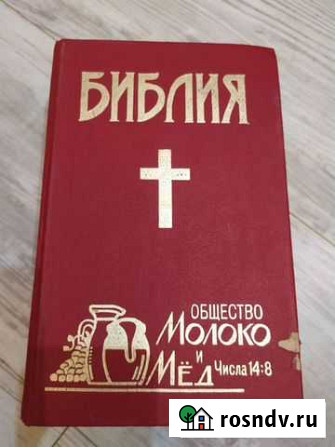 БИБЛИЯ
ОБЩЕСТВО
МОЛОКО
И
МЁД Числа 14:8
rosndv.ru